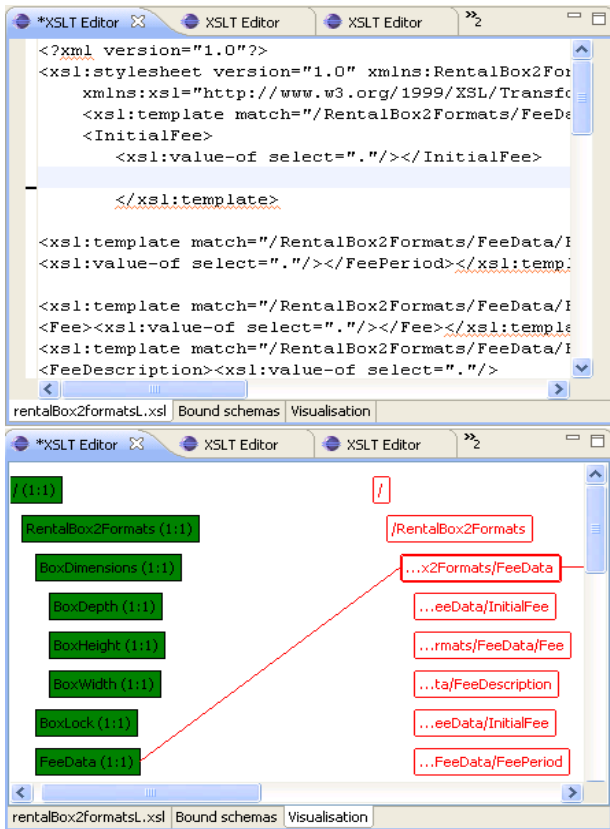 *XSLT Editor XSLT Editor XSLT Editor »2
<?xml version="1.0"?>
<xsl:stylesheet version="1.0" xmlns:RentalBox2For
xmlns:xsl="http://www.w3.org/1999/XSL/Transfo
<xsl:template match="/RentalBox2Formats/FeeDa
<InitialFee>
<xsl:value-of select="."/></InitialFee>
</xsl:template>
<xsl:template match="/RentalBox2Formats/FeeData/F
<xsl:value-of select="."/></FeePeriod></xsl:templ
<xsl:template match="/RentalBox2Formats/FeeData/F
<Fee><xsl:value-of select="."/></Fee></xsl:templa
<xsl:template match="/RentalBox2Formats/FeeData/F
<FeeDescription><xsl:value-of select="."/>
rentalBox2formatsL.xsl Bound schemas Visualisation
*XSLT Editor XSLT Editor XSLT Editor »2
/ (1:1) /
RentalBox2Formats (1:1) /RentalBox2Formats
BoxDimensions (1:1) ...x2Formats/FeeData
BoxDepth (1:1) ...eeData/InitialFee
BoxHeight (1:1) ...rmats/FeeData/Fee
BoxWidth (1:1) ...ta/FeeDescription
BoxLock (1:1) ...eeData/InitialFee
FeeData (1:1) ...FeeData/FeePeriod
rentalBox2formatsL.xsl Bound schemas Visualisation